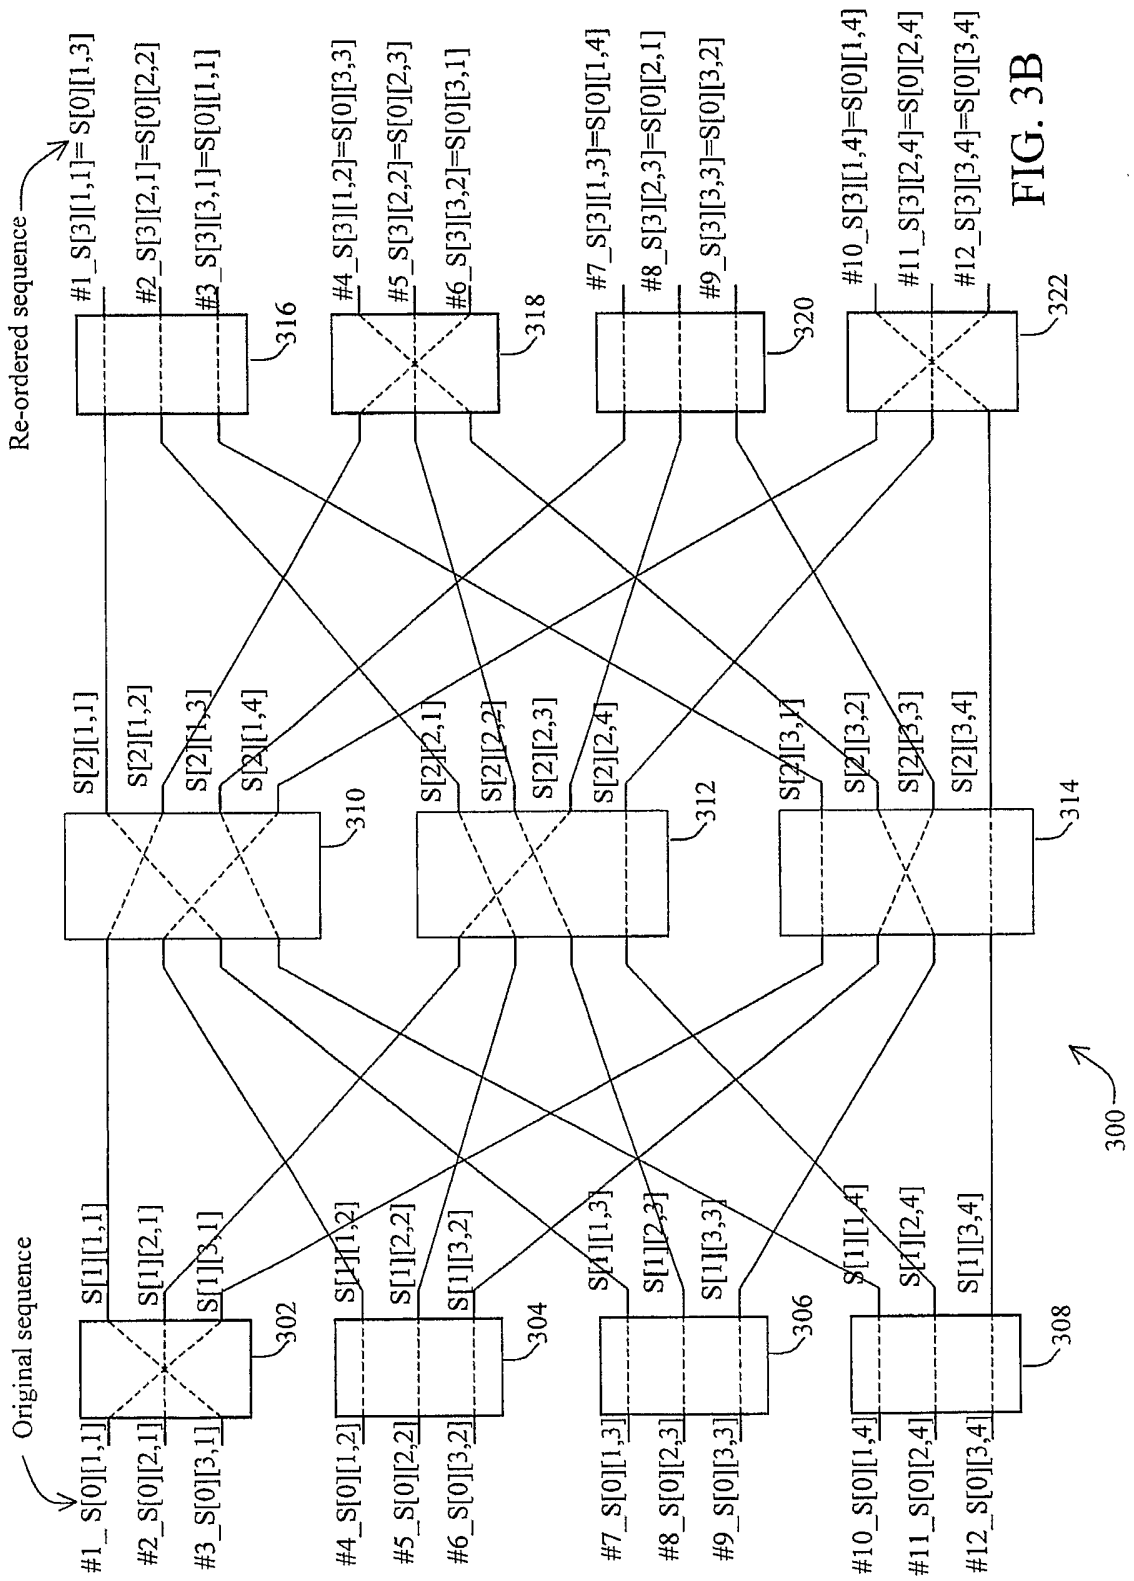 Original sequence
#1_S[0][1,1]
#2_S[0][2,1]
#3_S[0][3,1]
#4_S[0][1,2]
#5_S[0][2,2]
#6_S[0][3,2]
#7_S[0][1,3]
#8_S[0][2,3]
#9_S[0][3,3]
#10_S[0][1,4]
#11_S[0][2,4]
#12_S[0][3,4]
302
304
306
308
S[1][1,1]
S[1][2,1]
S[1][3,1]
S[1][1,2]
S[1][2,2]
S[1][3,2]
S[1][1,3]
S[1][2,3]
S[1][3,3]
S[1][1,4]
S[1][2,4]
S[1][3,4]
300
310
312
314
S[2][1,1]
S[2][1,2]
S[2][1,3]
S[2][1,4]
S[2][2,1]
S[2][2,2]
S[2][2,3]
S[2][2,4]
S[2][3,1]
S[2][3,2]
S[2][3,3]
S[2][3,4]
316
318
320
322
Re-ordered sequence
#1_S[3][1,1]= S[0][1,3]
#2_S[3][2,1]=S[0][2,2]
#3_S[3][3,1]=S[0][1,1]
#4_S[3][1,2]=S[0][3,3]
#5_S[3][2,2]=S[0][2,3]
#6_S[3][3,2]=S[0][3,1]
#7_S[3][1,3]=S[0][1,4]
#8_S[3][2,3]=S[0][2,1]
#9_S[3][3,3]=S[0][3,2]
#10_S[3][1,4]=S[0][1,4]
#11_S[3][2,4]=S[0][2,4]
#12_S[3][3,4]=S[0][3,4]
FIG. 3B